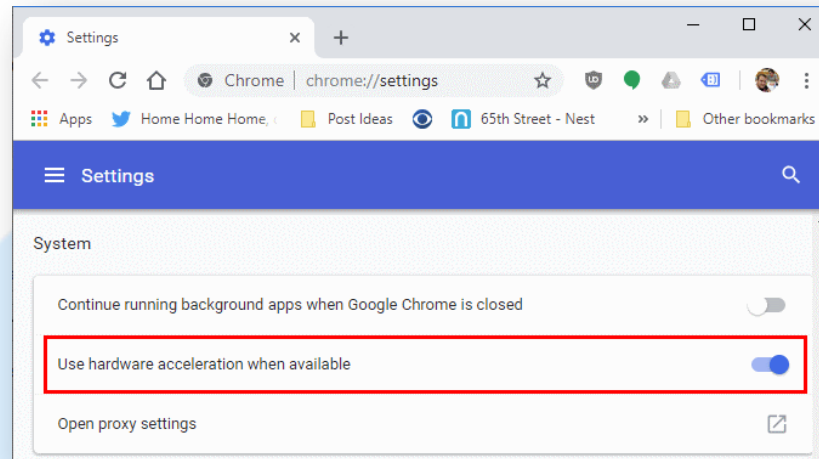 Settings
Chrome | chrome://settings
Apps Home Home Home, Post Ideas 65th Street - Nest » Other bookmarks
Settings
System
Continue running background apps when Google Chrome is closed
Use hardware acceleration when available
Open proxy settings